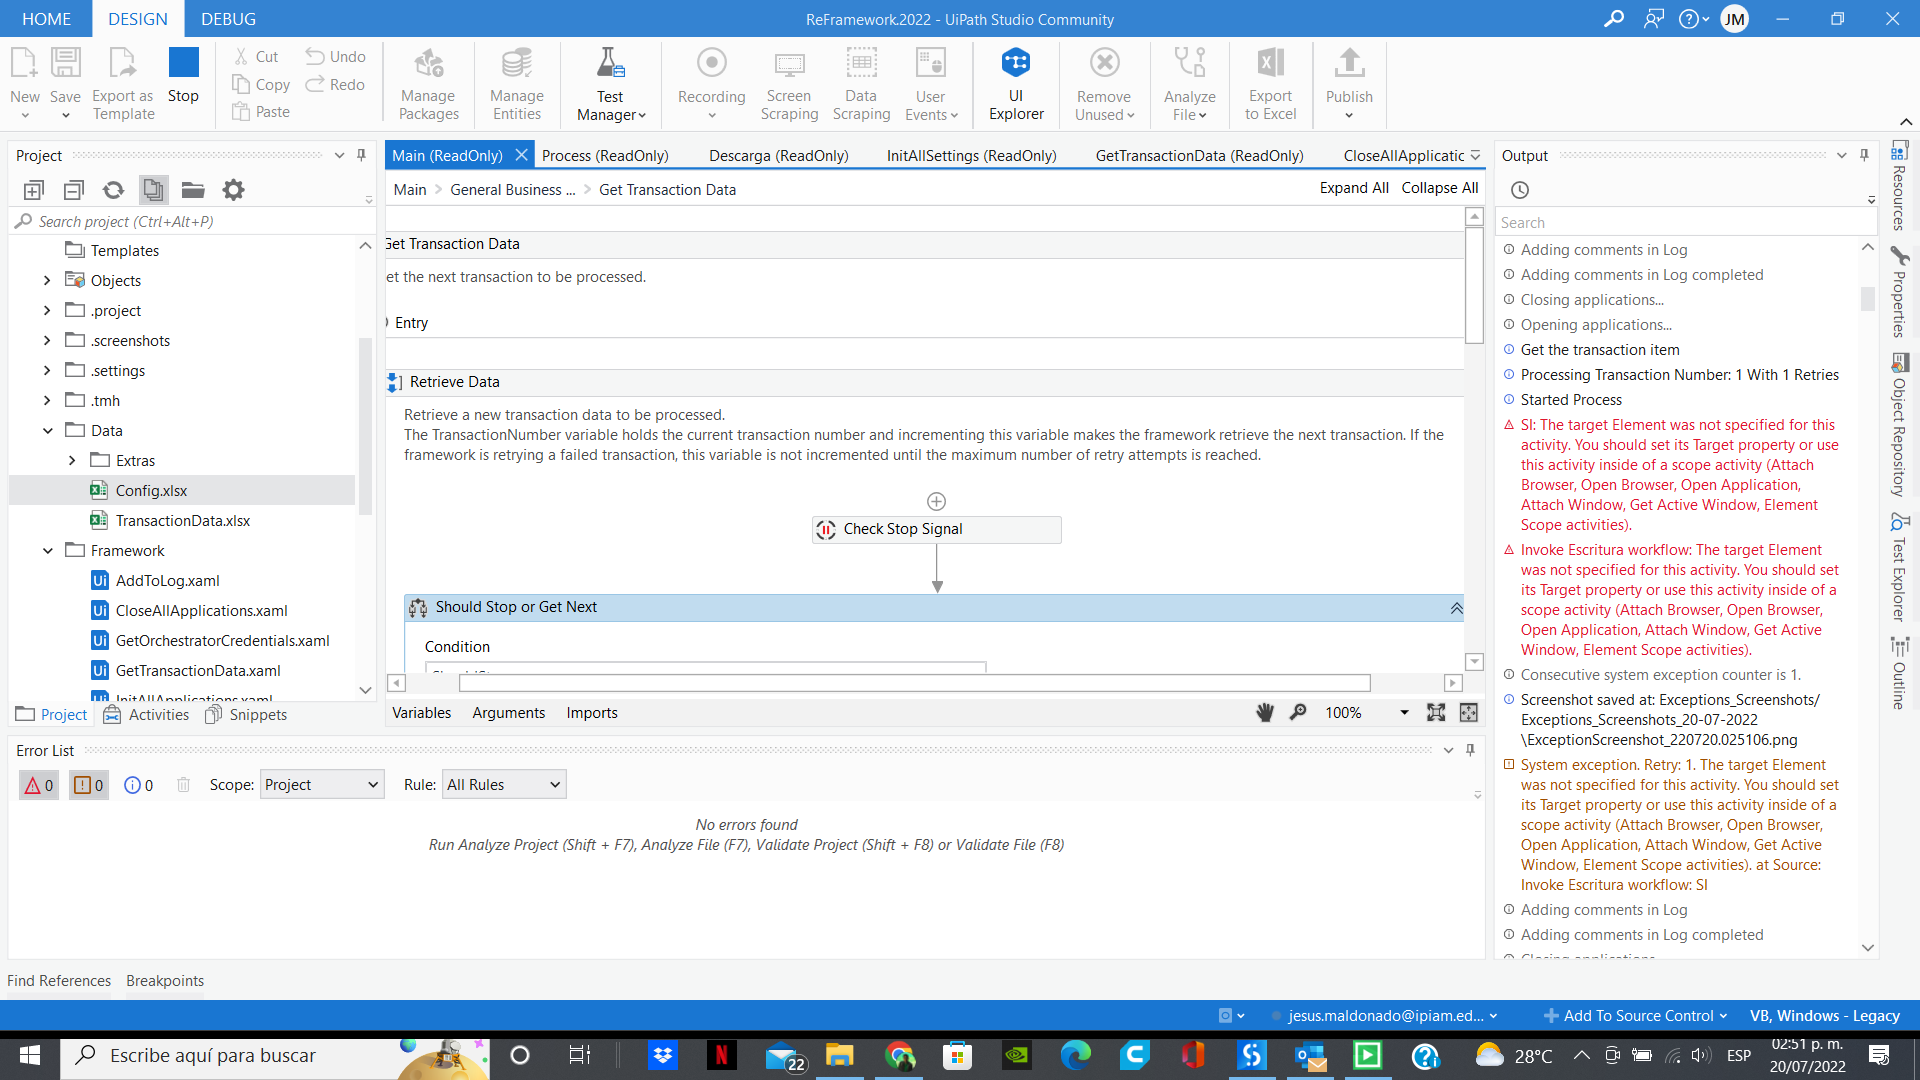 HOME
DESIGN
DEBUG
ReFramework.2022 - UiPath Studio Community
JM
New
Save
Export as
Template
Stop
Cut
Copy
Paste
Undo
Redo
Manage
Packages
Manage
Entities
Test
Manager
Recording
Screen
Scraping
Data
Scraping
User
Events
UI
Explorer
Remove
Unused
Analyze
File
Export
to Excel
Publish
Project
Search project (Ctrl+Alt+P)
Templates
Objects
.project
.screenshots
.settings
.tmh
Data
Extras
Config.xlsx
TransactionData.xlsx
Framework
AddToLog.xaml
CloseAllApplications.xaml
GetOrchestratorCredentials.xaml
GetTransactionData.xaml
InitAllApplications.xaml
Project
Activities
Snippets
Main (ReadOnly)
Process (ReadOnly)
Descarga (ReadOnly)
InitAllSettings (ReadOnly)
GetTransactionData (ReadOnly)
CloseAllApplicatic
Main > General Business ... > Get Transaction Data
Expand All
Collapse All
Get Transaction Data
et the next transaction to be processed.
Entry
Retrieve Data
Retrieve a new transaction data to be processed.
The TransactionNumber variable holds the current transaction number and incrementing this variable makes the framework retrieve the next transaction. If the
framework is retrying a failed transaction, this variable is not incremented until the maximum number of retry attempts is reached.
Check Stop Signal
Should Stop or Get Next
Condition
Variables
Arguments
Imports
100%
Error List
0
0
0
Scope:
Project
Rule:
All Rules
No errors found
Run Analyze Project (Shift + F7), Analyze File (F7), Validate Project (Shift + F8) or Validate File (F8)
Find References
Breakpoints
Output
Search
Adding comments in Log
Adding comments in Log completed
Closing applications...
Opening applications...
Get the transaction item
Processing Transaction Number: 1 With 1 Retries
Started Process
SI: The target Element was not specified for this
activity. You should set its Target property or use
this activity inside of a scope activity (Attach
Browser, Open Browser, Open Application,
Attach Window, Get Active Window, Element
Scope activities).
Invoke Escritura workflow: The target Element
was not specified for this activity. You should set
its Target property or use this activity inside of a
scope activity (Attach Browser, Open Browser,
Open Application, Attach Window, Get Active
Window, Element Scope activities).
Consecutive system exception counter is 1.
Screenshot saved at: Exceptions_Screenshots/
Exceptions_Screenshots_20-07-2022
\ExceptionScreenshot_220720.025106.png
System exception. Retry: 1. The target Element
was not specified for this activity. You should set
its Target property or use this activity inside of a
scope activity (Attach Browser, Open Browser,
Open Application, Attach Window, Get Active
Window, Element Scope activities). at Source:
Invoke Escritura workflow: SI
Adding comments in Log
Adding comments in Log completed
Resources
Properties
Object Repository
Test Explorer
Outline
jesus.maldonado@ipiam.ed...
Add To Source Control
VB, Windows - Legacy
Escribe aquí para buscar
22
28°C
ESP
02:51 p. m.
20/07/2022